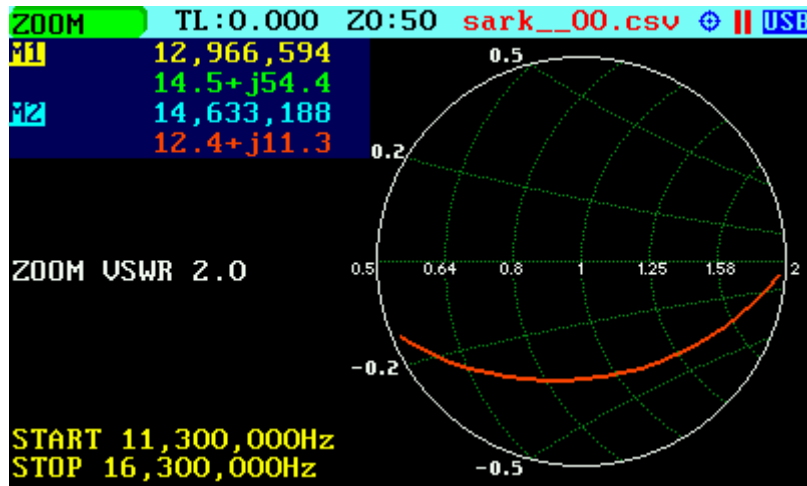 ZOOM TL:0.000 Z0:50 sark__00.csv USB
M1 12,966,594
14.5+j54.4
M2 14,633,188
12.4+j11.3
0.5
0.2
ZOOM VSWR 2.0 0.5 0.64 0.8 1 1.25 1.58 2
-0.2
START 11,300,000Hz
STOP 16,300,000Hz -0.5